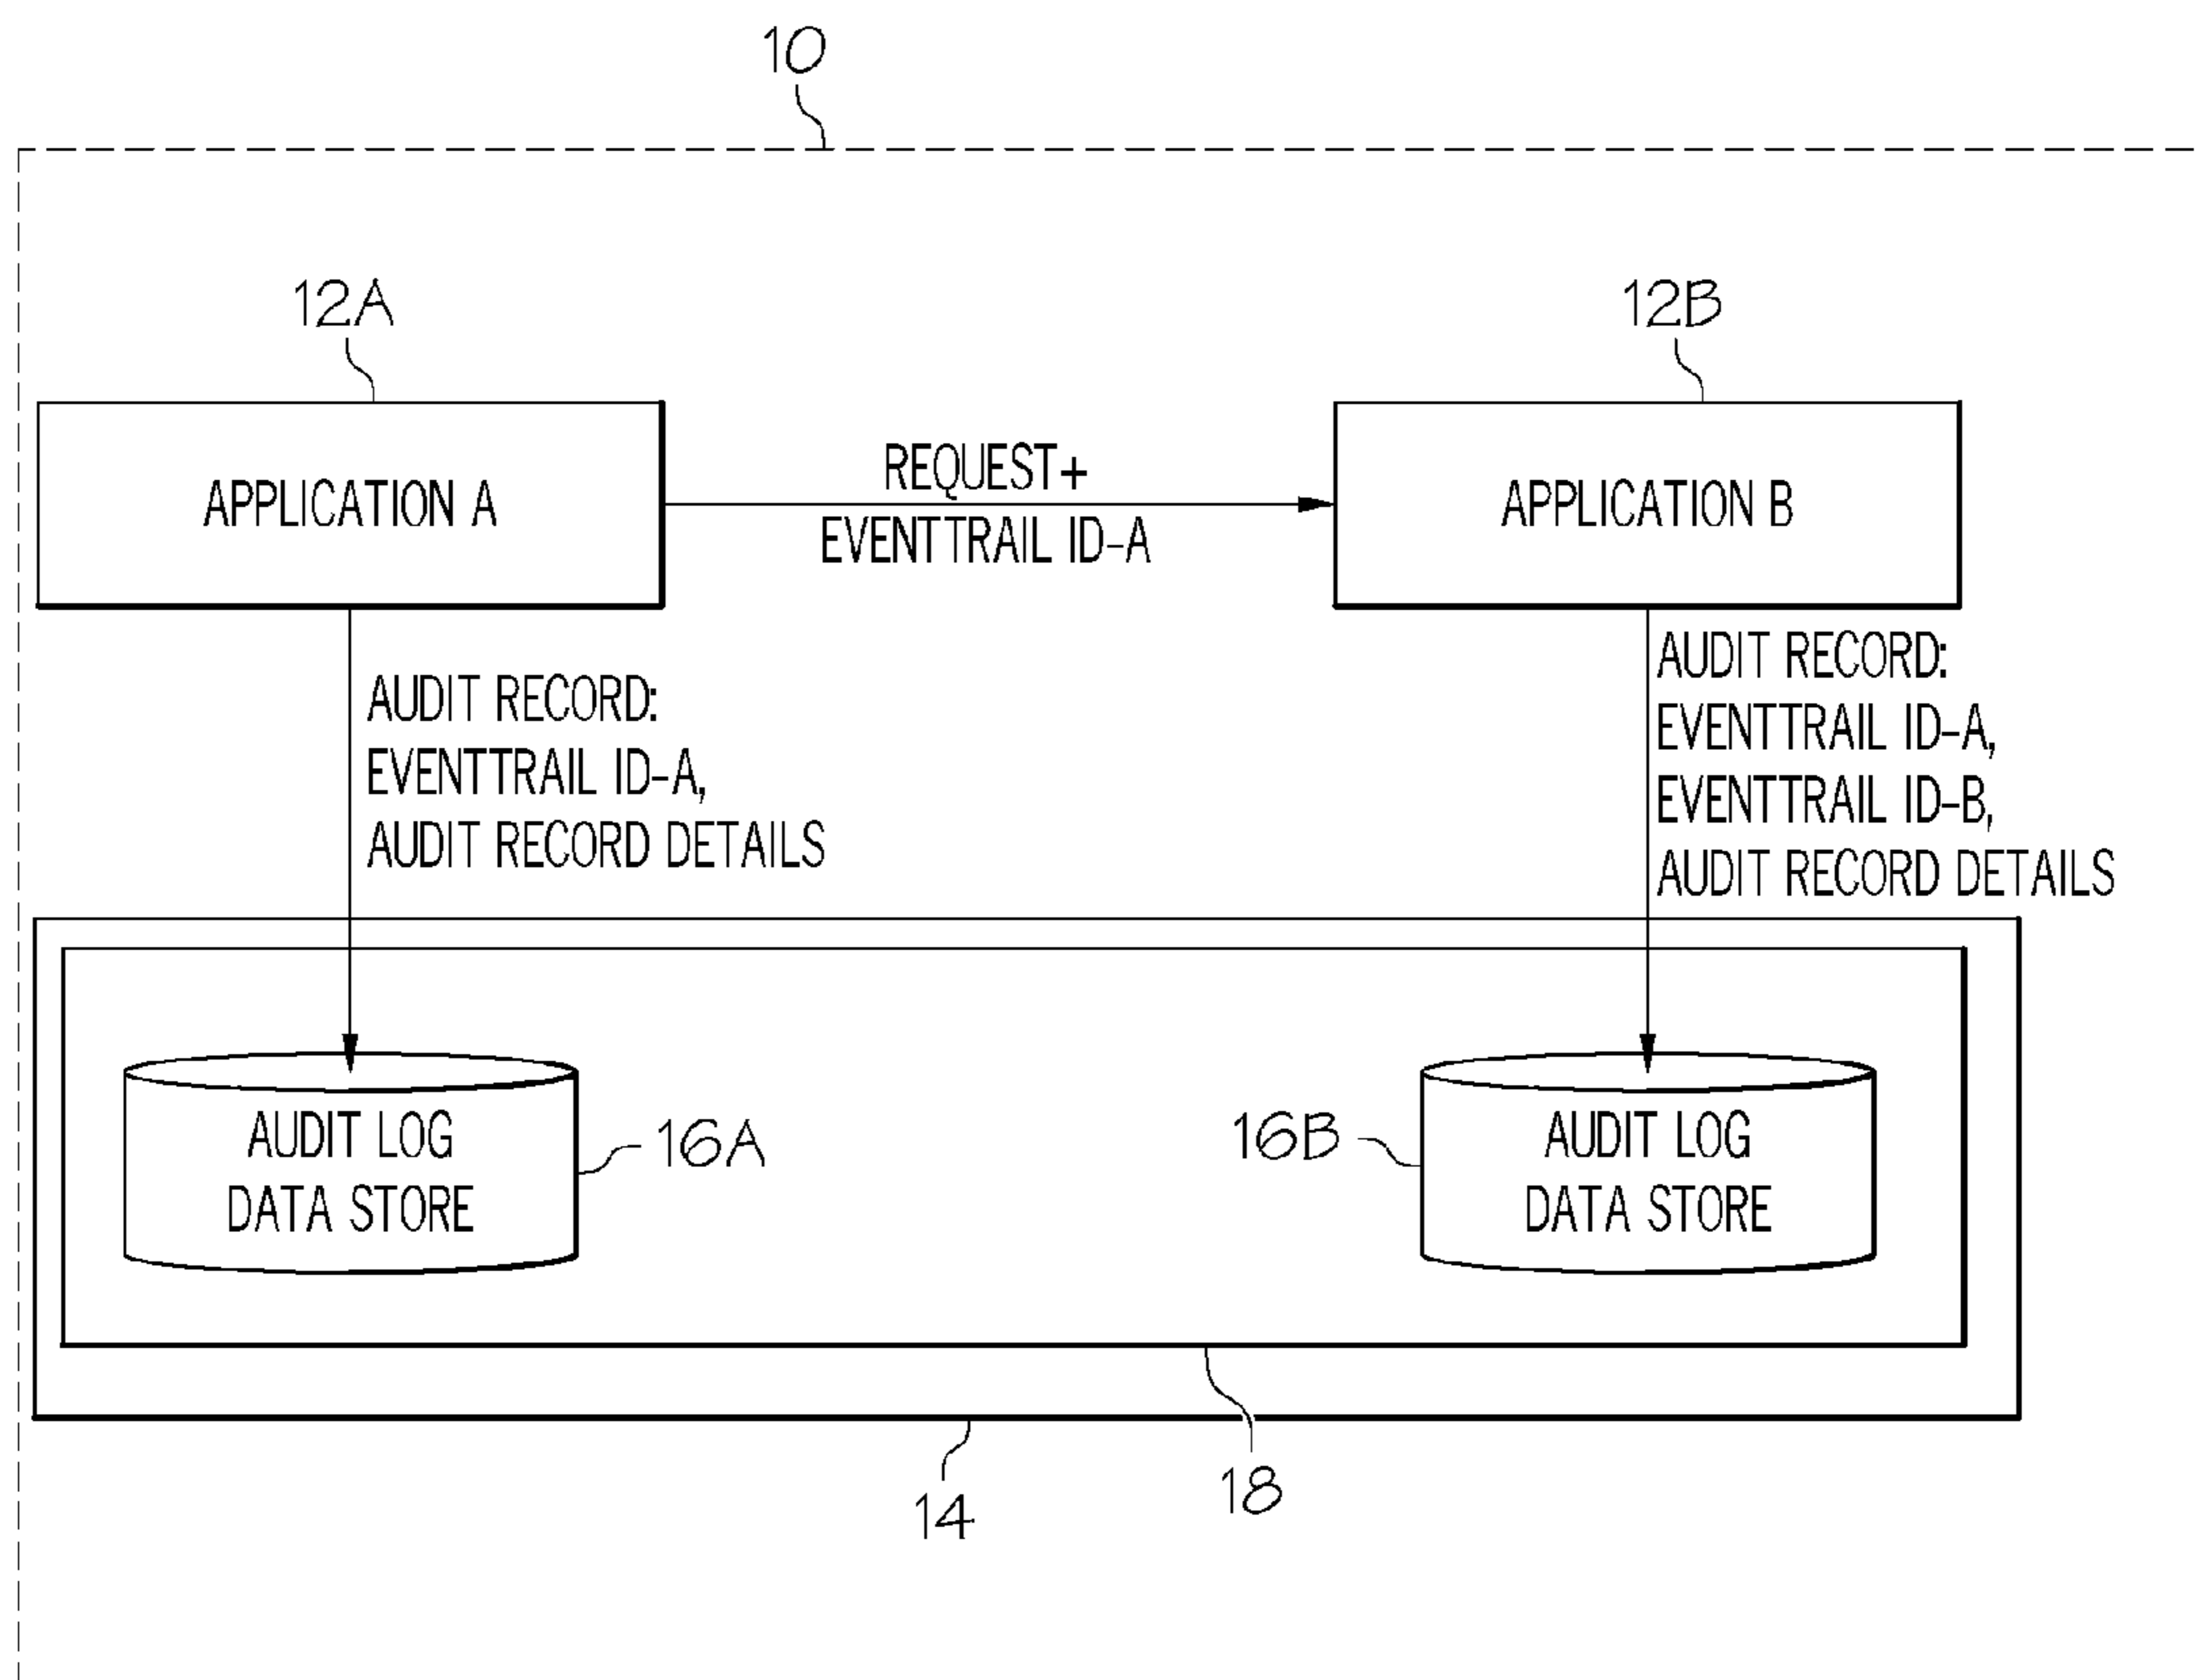 10
12A
12B
APPLICATION A
REQUEST+
EVENTTRAIL ID-A
APPLICATION B
AUDIT RECORD:
EVENTTRAIL ID-A,
AUDIT RECORD DETAILS
AUDIT RECORD:
EVENTTRAIL ID-A,
EVENTTRAIL ID-B,
AUDIT RECORD DETAILS
AUDIT LOG
DATA STORE
16A
16B
AUDIT LOG
DATA STORE
18
14